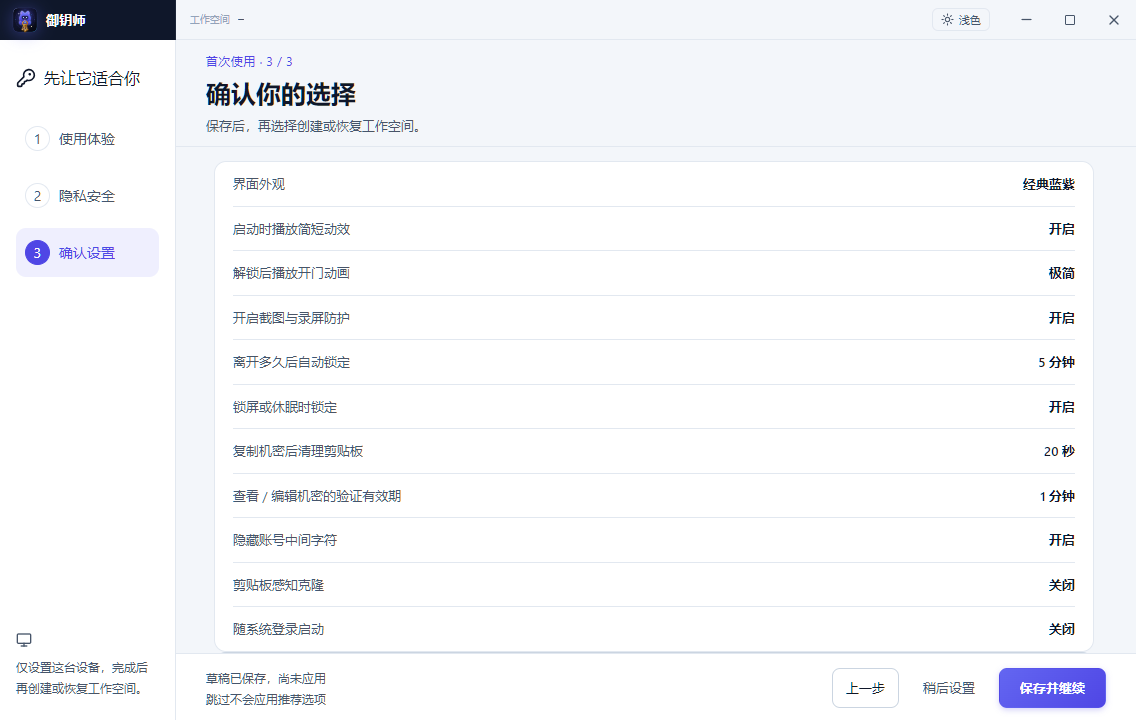 御钥师
工作空间 –
浅色
先让它适合你
1 使用体验
2 隐私安全
3 确认设置
仅设置这台设备，完成后
再创建或恢复工作空间。
首次使用 · 3 / 3
确认你的选择
保存后，再选择创建或恢复工作空间。
界面外观 经典蓝紫
启动时播放简短动效 开启
解锁后播放开门动画 极简
开启截图与录屏防护 开启
离开多久后自动锁定 5 分钟
锁屏或休眠时锁定 开启
复制机密后清理剪贴板 20 秒
查看 / 编辑机密的验证有效期 1 分钟
隐藏账号中间字符 开启
剪贴板感知克隆 关闭
随系统登录启动 关闭
草稿已保存，尚未应用
跳过不会应用推荐选项
上一步 稍后设置 保存并继续